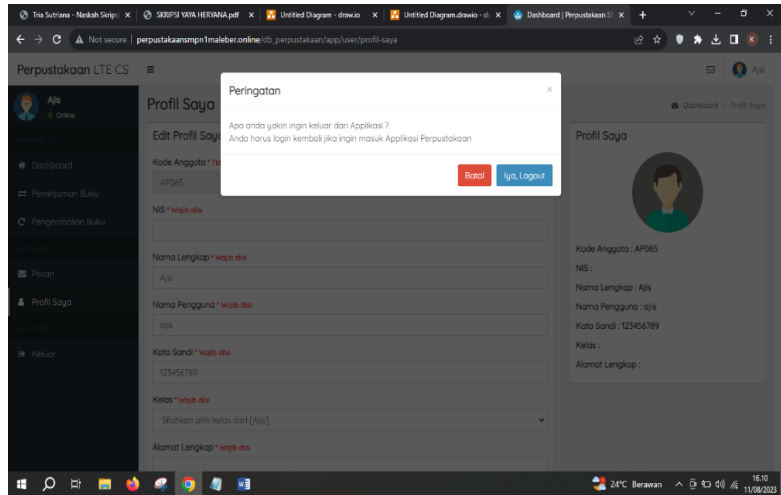 Tria Sutriana - Naskah Skrips
SKRIPSI YAYA HERYANA.pdf
Untitled Diagram - draw.io
Untitled Diagram.drawio - di
Dashboard | Perpustakaan S
Not secure | perpustakaansmpn1maleber.online/db_perpustakaan/app/user/profil-saya
Perpustakaan LTE CS
Ajis
Ajis
Online
Dashboard
Peminjaman Buku
Pengembalian Buku
Pesan
Profil Saya
Keluar
Peringatan
×
Apa anda yakin ingin keluar dari Applikasi ?
Anda harus login kembali jika ingin masuk Applikasi Perpustakaan
Batal
Iya, Logout
Profil Saya
Dashboard > Profil Saya
Edit Profil Saya
Kode Anggota *
AP065
NIS * Wajib diisi
Nama Lengkap * Wajib diisi
Ajis
Nama Pengguna * Wajib diisi
ajis
Kata Sandi * Wajib diisi
123456789
Kelas * Wajib diisi
Silahkan pilih kelas dari [Ajis]
Alamat Lengkap * Wajib diisi
Profil Saya
Kode Anggota : AP065
NIS :
Nama Lengkap : Ajis
Nama Pengguna : ajis
Kata Sandi : 123456789
Kelas :
Alamat Lengkap :
24°C Berawan
16.10
11/08/2023